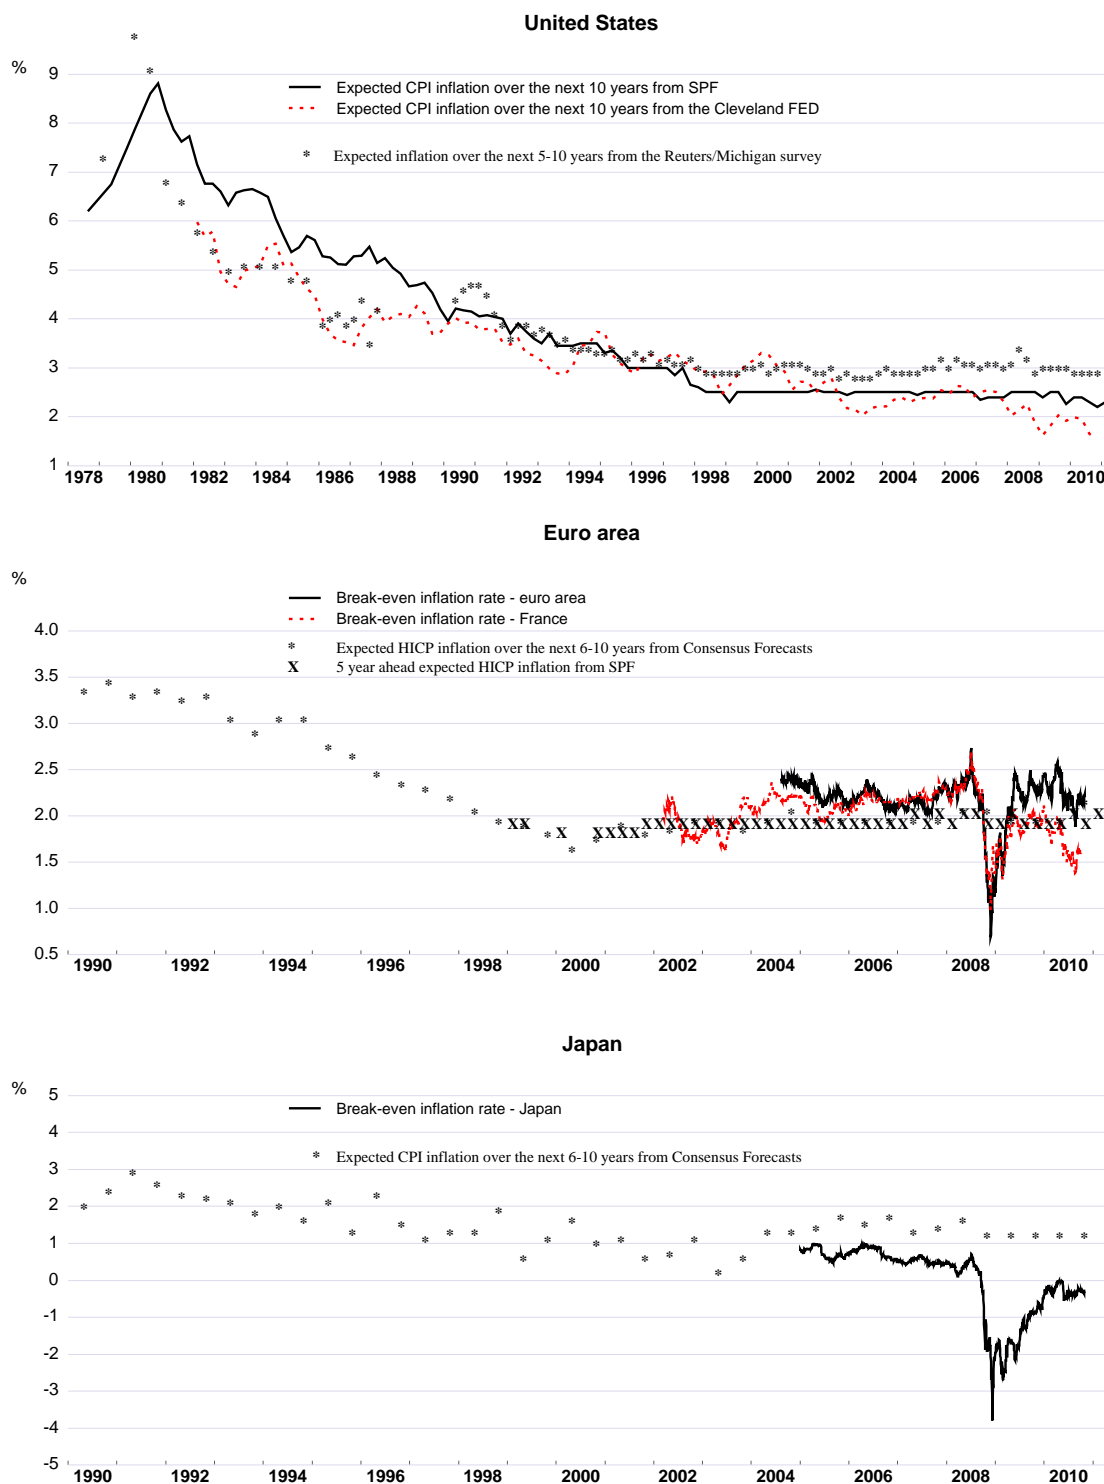 United States
%
9
Expected CPI inflation over the next 10 years from SPF
Expected CPI inflation over the next 10 years from the Cleveland FED
8
* Expected inflation over the next 5-10 years from the Reuters/Michigan survey
7
6
5
4
3
2
1
1978 1980 1982 1984 1986 1988 1990 1992 1994 1996 1998 2000 2002 2004 2006 2008 2010
Euro area
%
Break-even inflation rate - euro area
Break-even inflation rate - France
4.0
* Expected HICP inflation over the next 6-10 years from Consensus Forecasts
X 5 year ahead expected HICP inflation from SPF
3.5
3.0
2.5
2.0
1.5
1.0
0.5
1990 1992 1994 1996 1998 2000 2002 2004 2006 2008 2010
Japan
%
5
Break-even inflation rate - Japan
4
* Expected CPI inflation over the next 6-10 years from Consensus Forecasts
3
2
1
0
-1
-2
-3
-4
-5
1990 1992 1994 1996 1998 2000 2002 2004 2006 2008 2010